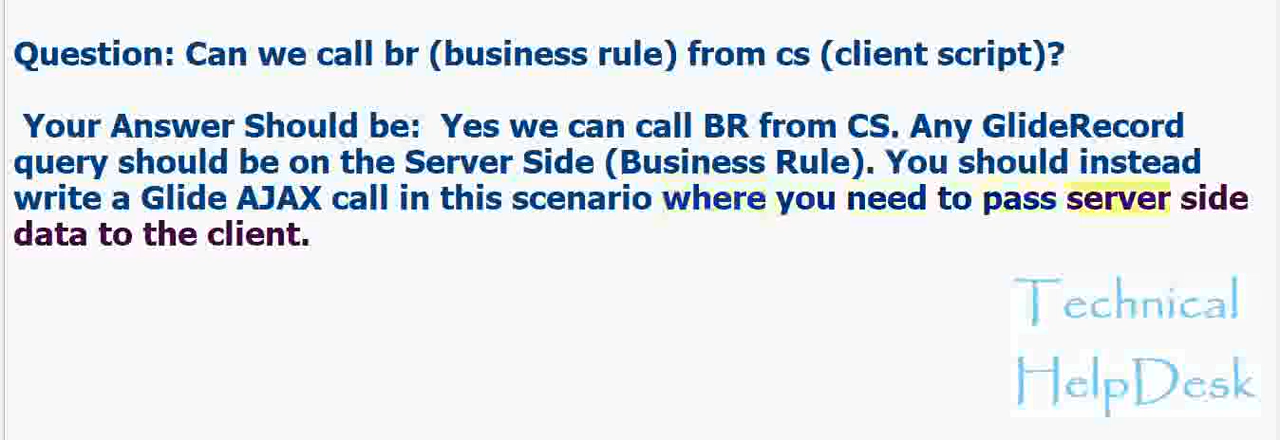 Question: Can we call br (business rule) from cs (client script)?
Your Answer Should be: Yes we can call BR from CS. Any GlideRecord
query should be on the Server Side (Business Rule). You should instead
write a Glide AJAX call in this scenario where you need to pass server side
data to the client.
Technical
HelpDesk